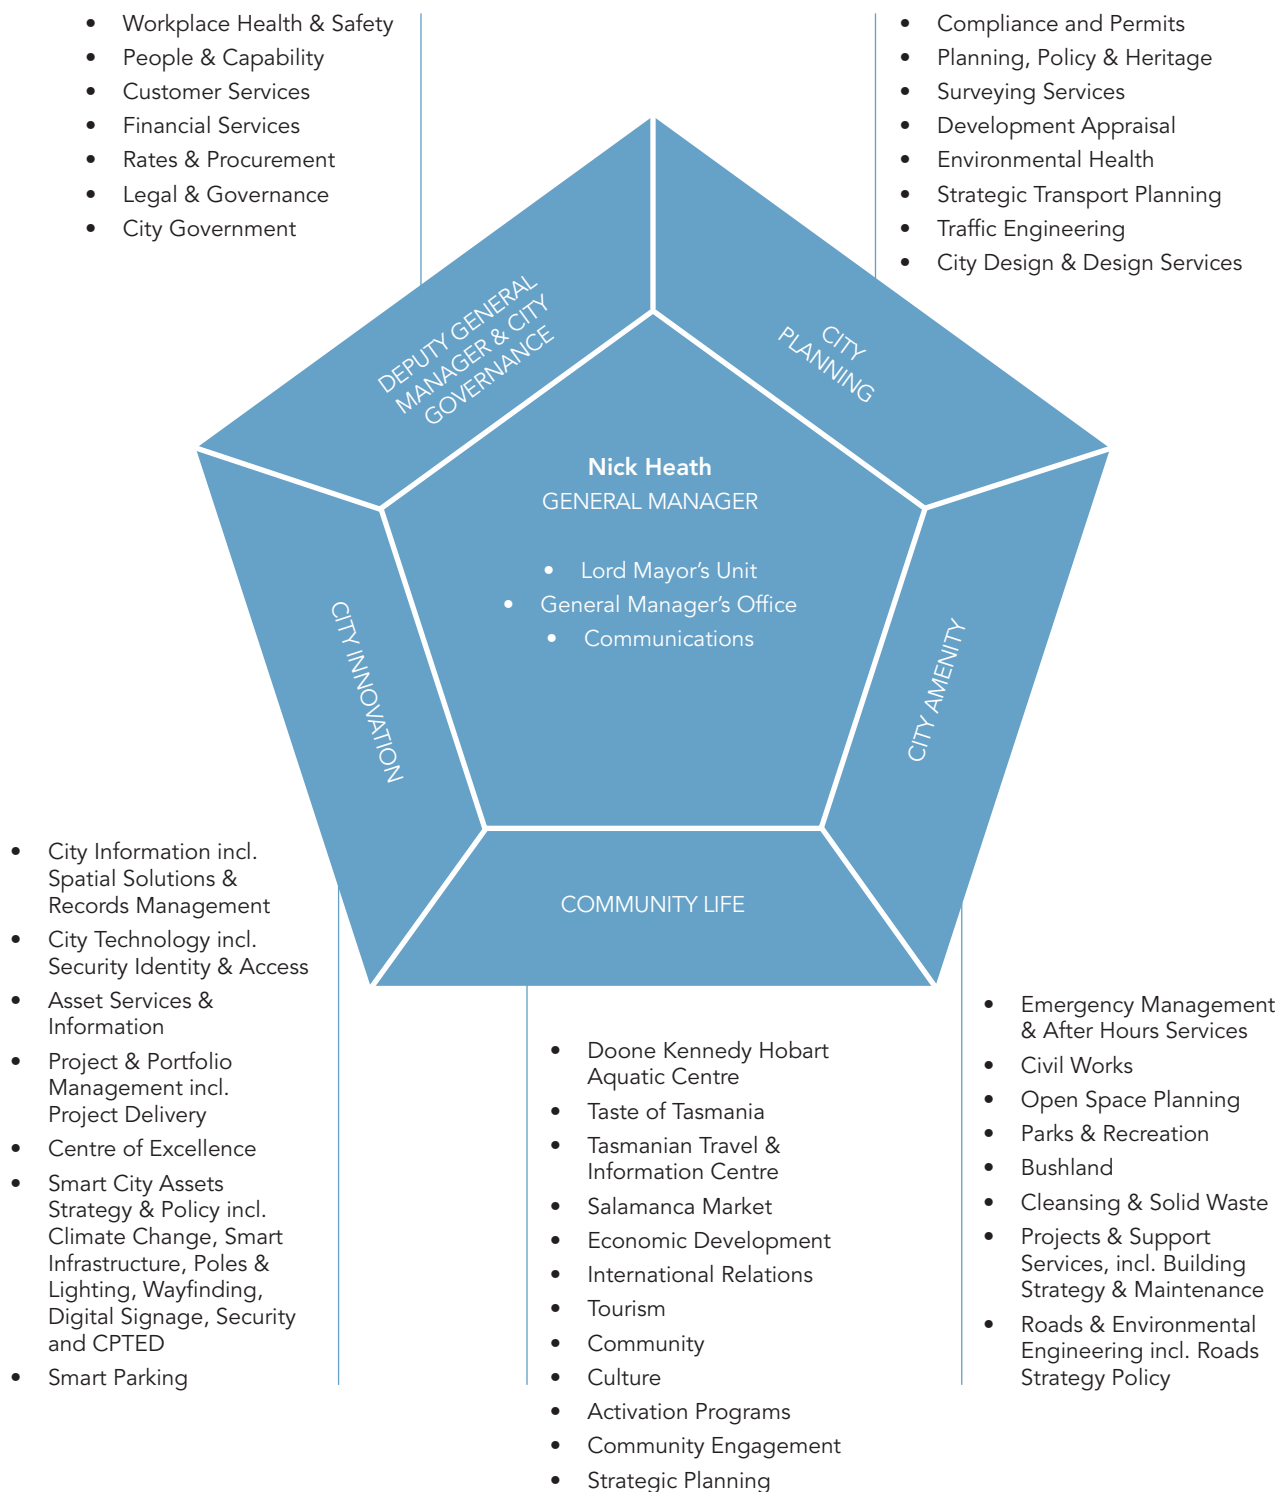 • Workplace Health & Safety
• People & Capability
• Customer Services
• Financial Services
• Rates & Procurement
• Legal & Governance
• City Government
• Compliance and Permits
• Planning, Policy & Heritage
• Surveying Services
• Development Appraisal
• Environmental Health
• Strategic Transport Planning
• Traffic Engineering
• City Design & Design Services
DEPUTY GENERAL
MANAGER & CITY
GOVERNANCE
CITY
PLANNING
Nick Heath
GENERAL MANAGER
• Lord Mayor’s Unit
• General Manager’s Office
• Communications
CITY INNOVATION
CITY AMENITY
COMMUNITY LIFE
• City Information incl.
Spatial Solutions &
Records Management
• City Technology incl.
Security Identity & Access
• Asset Services &
Information
• Project & Portfolio
Management incl.
Project Delivery
• Centre of Excellence
• Smart City Assets
Strategy & Policy incl.
Climate Change, Smart
Infrastructure, Poles &
Lighting, Wayfinding,
Digital Signage, Security
and CPTED
• Smart Parking
• Doone Kennedy Hobart
Aquatic Centre
• Taste of Tasmania
• Tasmanian Travel &
Information Centre
• Salamanca Market
• Economic Development
• International Relations
• Tourism
• Community
• Culture
• Activation Programs
• Community Engagement
• Strategic Planning
• Emergency Management
& After Hours Services
• Civil Works
• Open Space Planning
• Parks & Recreation
• Bushland
• Cleansing & Solid Waste
• Projects & Support
Services, incl. Building
Strategy & Maintenance
• Roads & Environmental
Engineering incl. Roads
Strategy Policy